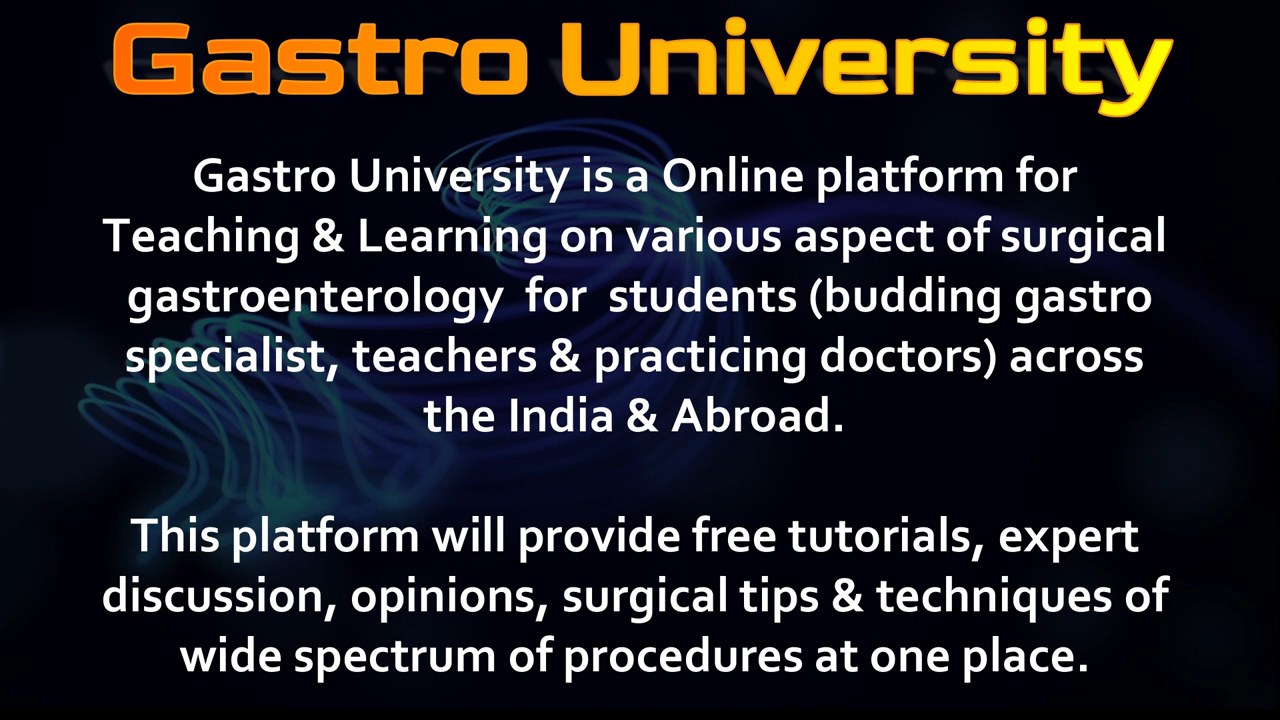 Gastro University
Gastro University is a Online platform for
Teaching & Learning on various aspect of surgical
gastroenterology for students (budding gastro
specialist, teachers & practicing doctors) across
the India & Abroad.
This platform will provide free tutorials, expert
discussion, opinions, surgical tips & techniques of
wide spectrum of procedures at one place.